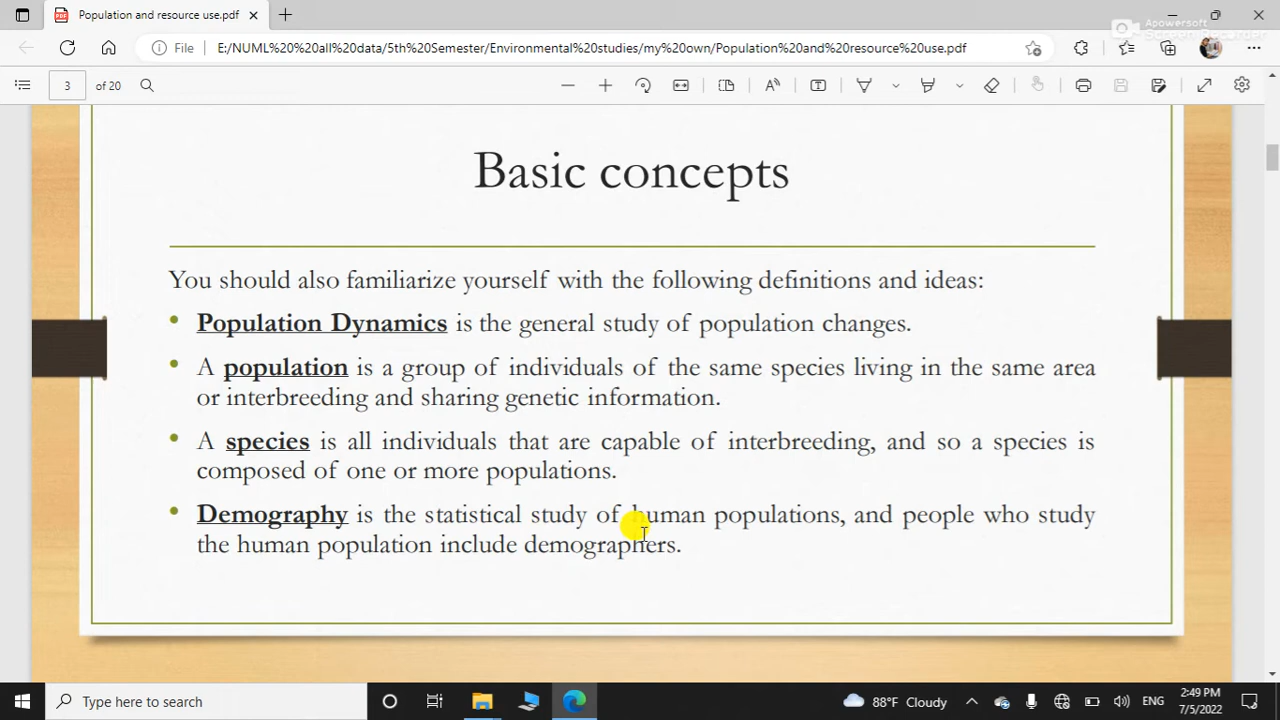 Population and resource use.pdf
Apowersoft
Screen Recorder
File
E:/NUML%20%20all%20data/5th%20Semester/Environmental%20studies/my%20own/Population%20and%20resource%20use.pdf
3 of 20
Basic concepts
You should also familiarize yourself with the following definitions and ideas:
• Population Dynamics is the general study of population changes.
• A population is a group of individuals of the same species living in the same area
or interbreeding and sharing genetic information.
• A species is all individuals that are capable of interbreeding, and so a species is
composed of one or more populations.
• Demography is the statistical study of human populations, and people who study
the human population include demographers.
Type here to search
88°F Cloudy
ENG
2:49 PM
7/5/2022